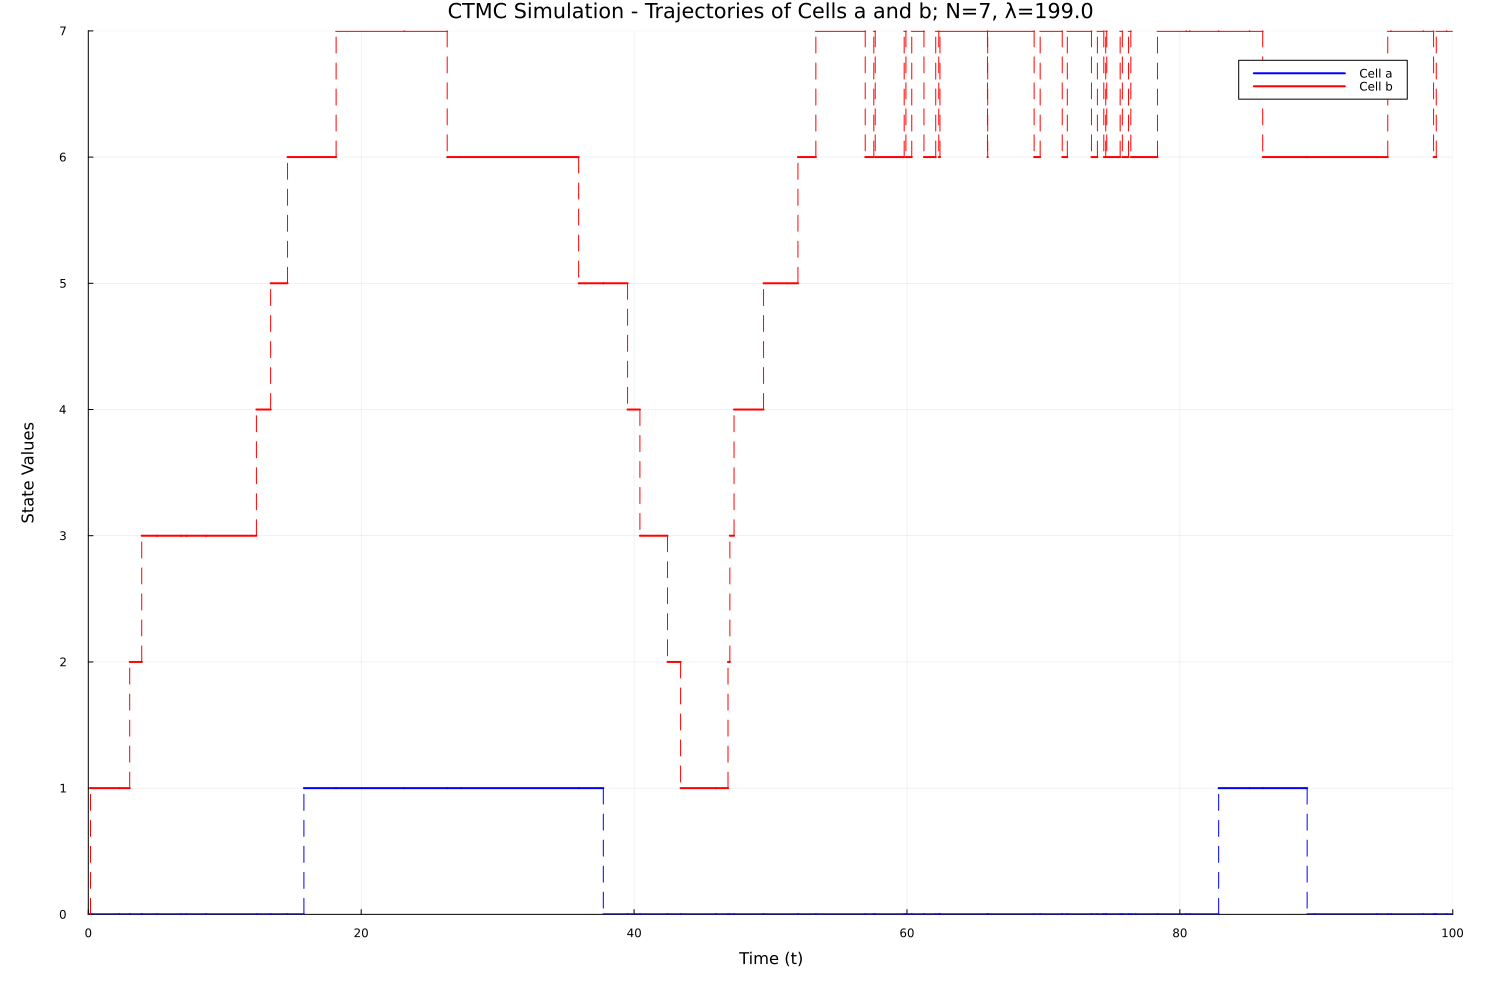 CTMC Simulation - Trajectories of Cells a and b; N=7, λ=199.0
7
Cell a
Cell b
6
5
4
State Values
3
2
1
0
0 20 40 60 80 100
Time (t)